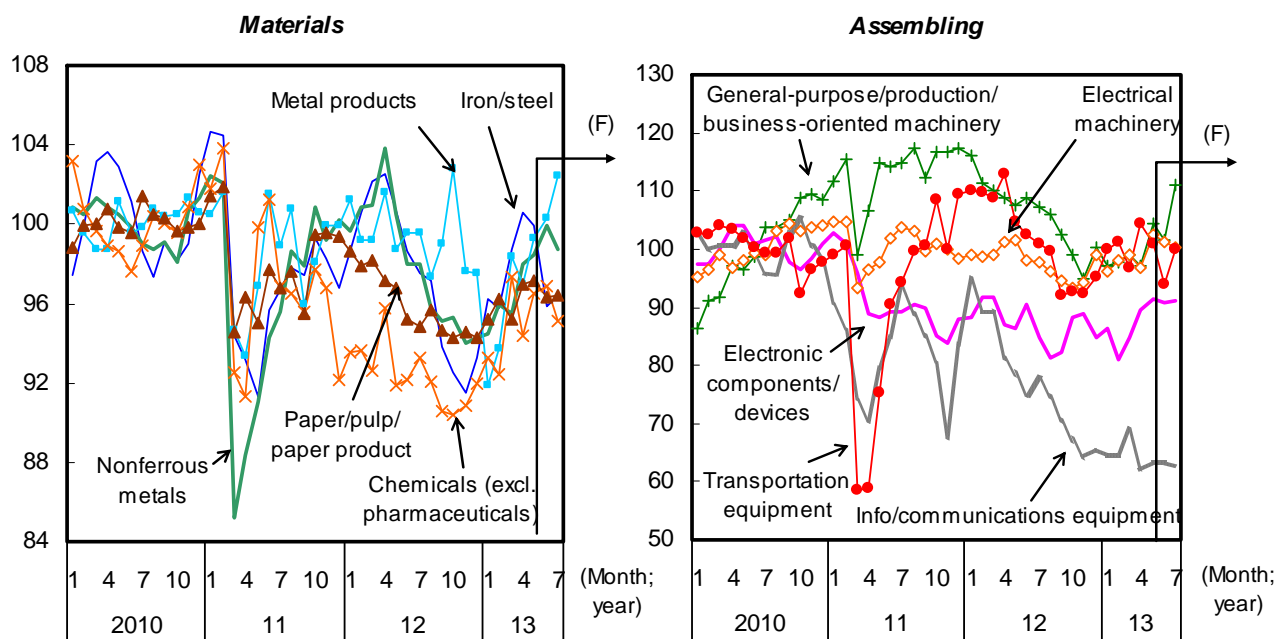 Materials
108
104
100
96
92
88
84
Metal products
Iron/steel
(F)
Nonferrous
metals
Paper/pulp/
paper product
Chemicals (excl.
pharmaceuticals)
1 4 7 10 1 4 7 10 1 4 7 10 1 4 7
2010 11 12 13
(Month;
year)
Assembling
130
120
110
100
90
80
70
60
50
General-purpose/production/
business-oriented machinery
Electrical
machinery
(F)
Electronic
components/
devices
Transportation
equipment
Info/communications equipment
1 4 7 10 1 4 7 10 1 4 7 10 1 4 7
2010 11 12 13
(Month;
year)